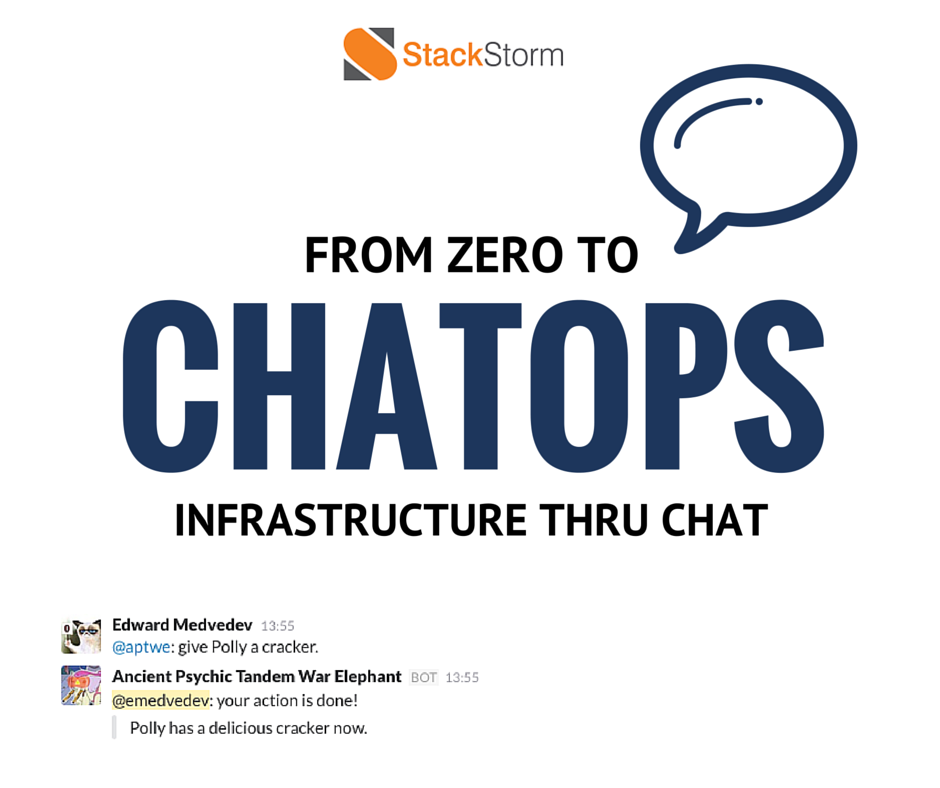 StackStorm
FROM ZERO TO
CHATOPS
INFRASTRUCTURE THRU CHAT
Edward Medvedev 13:55
@aptwe: give Polly a cracker.
Ancient Psychic Tandem War Elephant BOT 13:55
@emedvedev: your action is done!
Polly has a delicious cracker now.